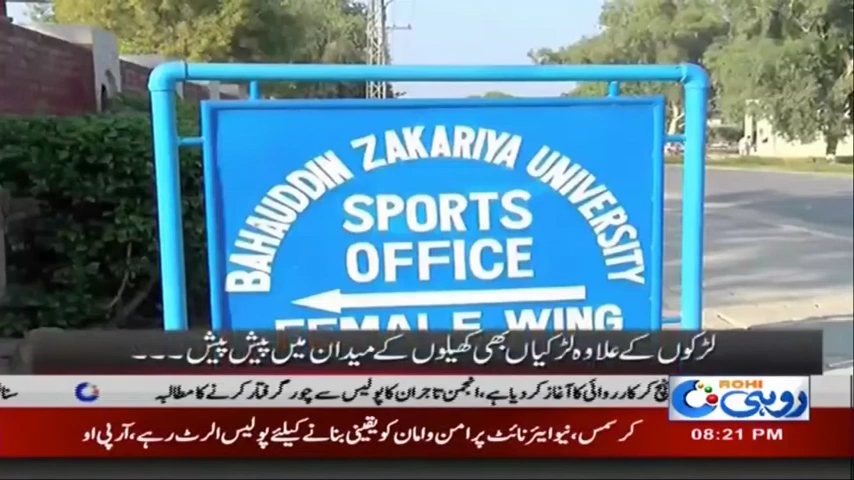 BAHAUDDIN ZAKARIYA UNIVERSITY
SPORTS
OFFICE
FEMALE WING
لڑکوں کے علاوہ لڑکیاں بھی کھیلوں کے میدان میں پیش پیش ۔۔۔
کر کارروائی کا آغاز کر دیا ہے، انجمن تاجران کا پولیس سے چور گرفتار کرنے کا مطالبہ
ROHI
روہی
کرسمس، نیو ایئر نائٹ پر امن و امان کو یقینی بنانے کیلئے پولیس الرٹ رہے، آر پی او
08:21 PM